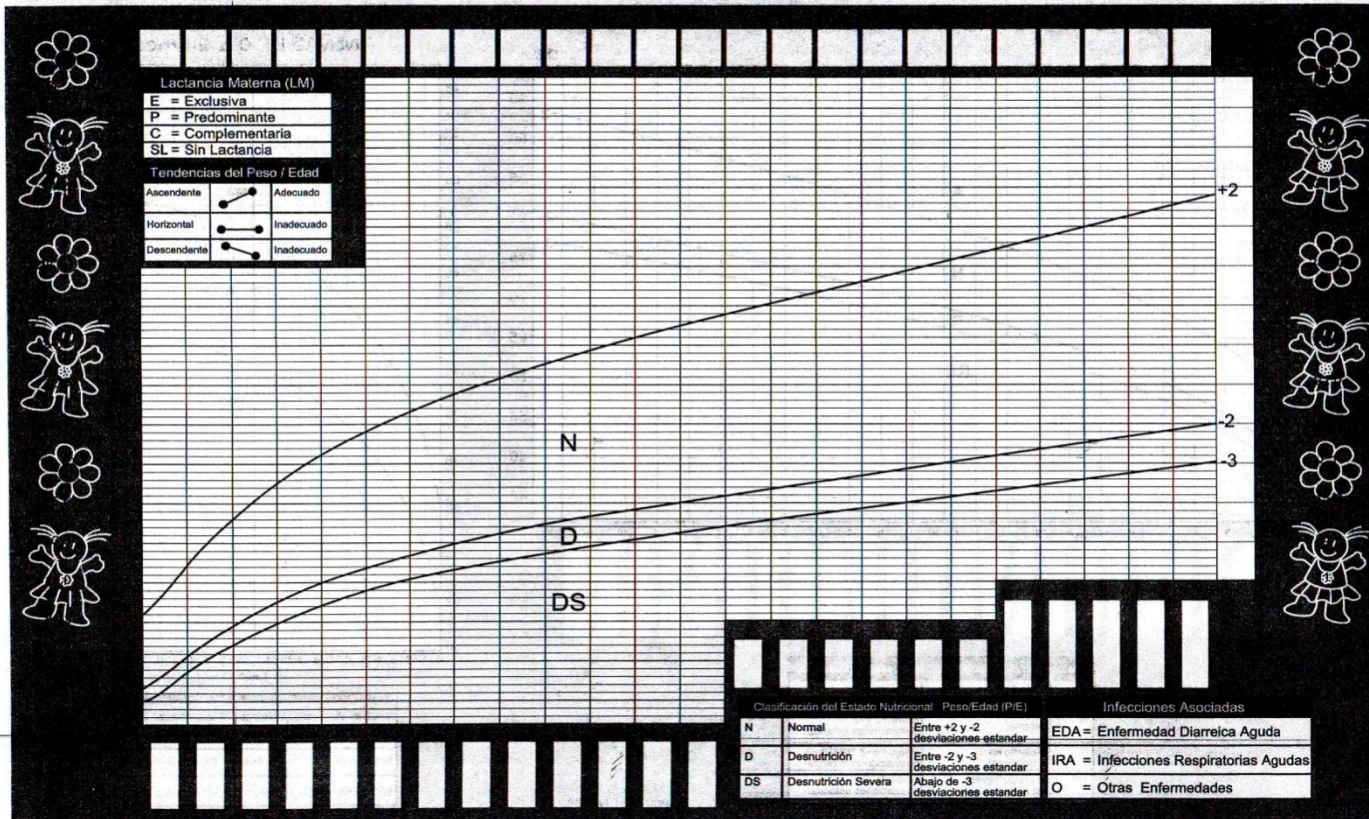 Lactancia Materna (LM)
E = Exclusiva
P = Predominante
C = Complementaria
SL = Sin Lactancia
Tendencias del Peso / Edad
Ascendente Adecuado
Horizontal Inadecuado
Descendente Inadecuado
+2
-2
-3
N
D
DS
Clasificación del Estado Nutricional Peso/Edad (P/E)
N Normal Entre +2 y -2
desviaciones estandar
D Desnutrición Entre -2 y -3
desviaciones estandar
DS Desnutrición Severa Abajo de -3
desviaciones estandar
Infecciones Asociadas
EDA = Enfermedad Diarreica Aguda
IRA = Infecciones Respiratorias Agudas
O = Otras Enfermedades